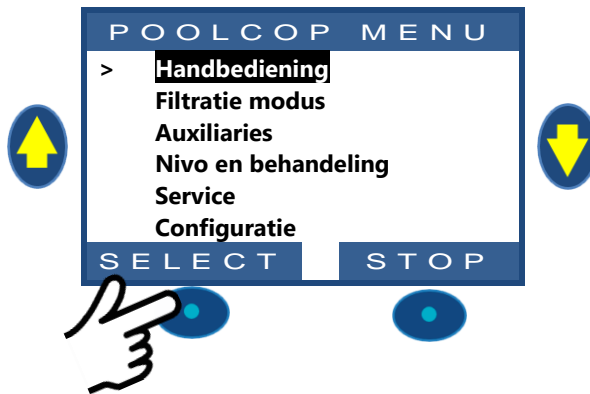 POOLCOP MENU
> Handbediening
Filtratie modus
Auxiliaries
Nivo en behandeling
Service
Configuratie
SELECT STOP